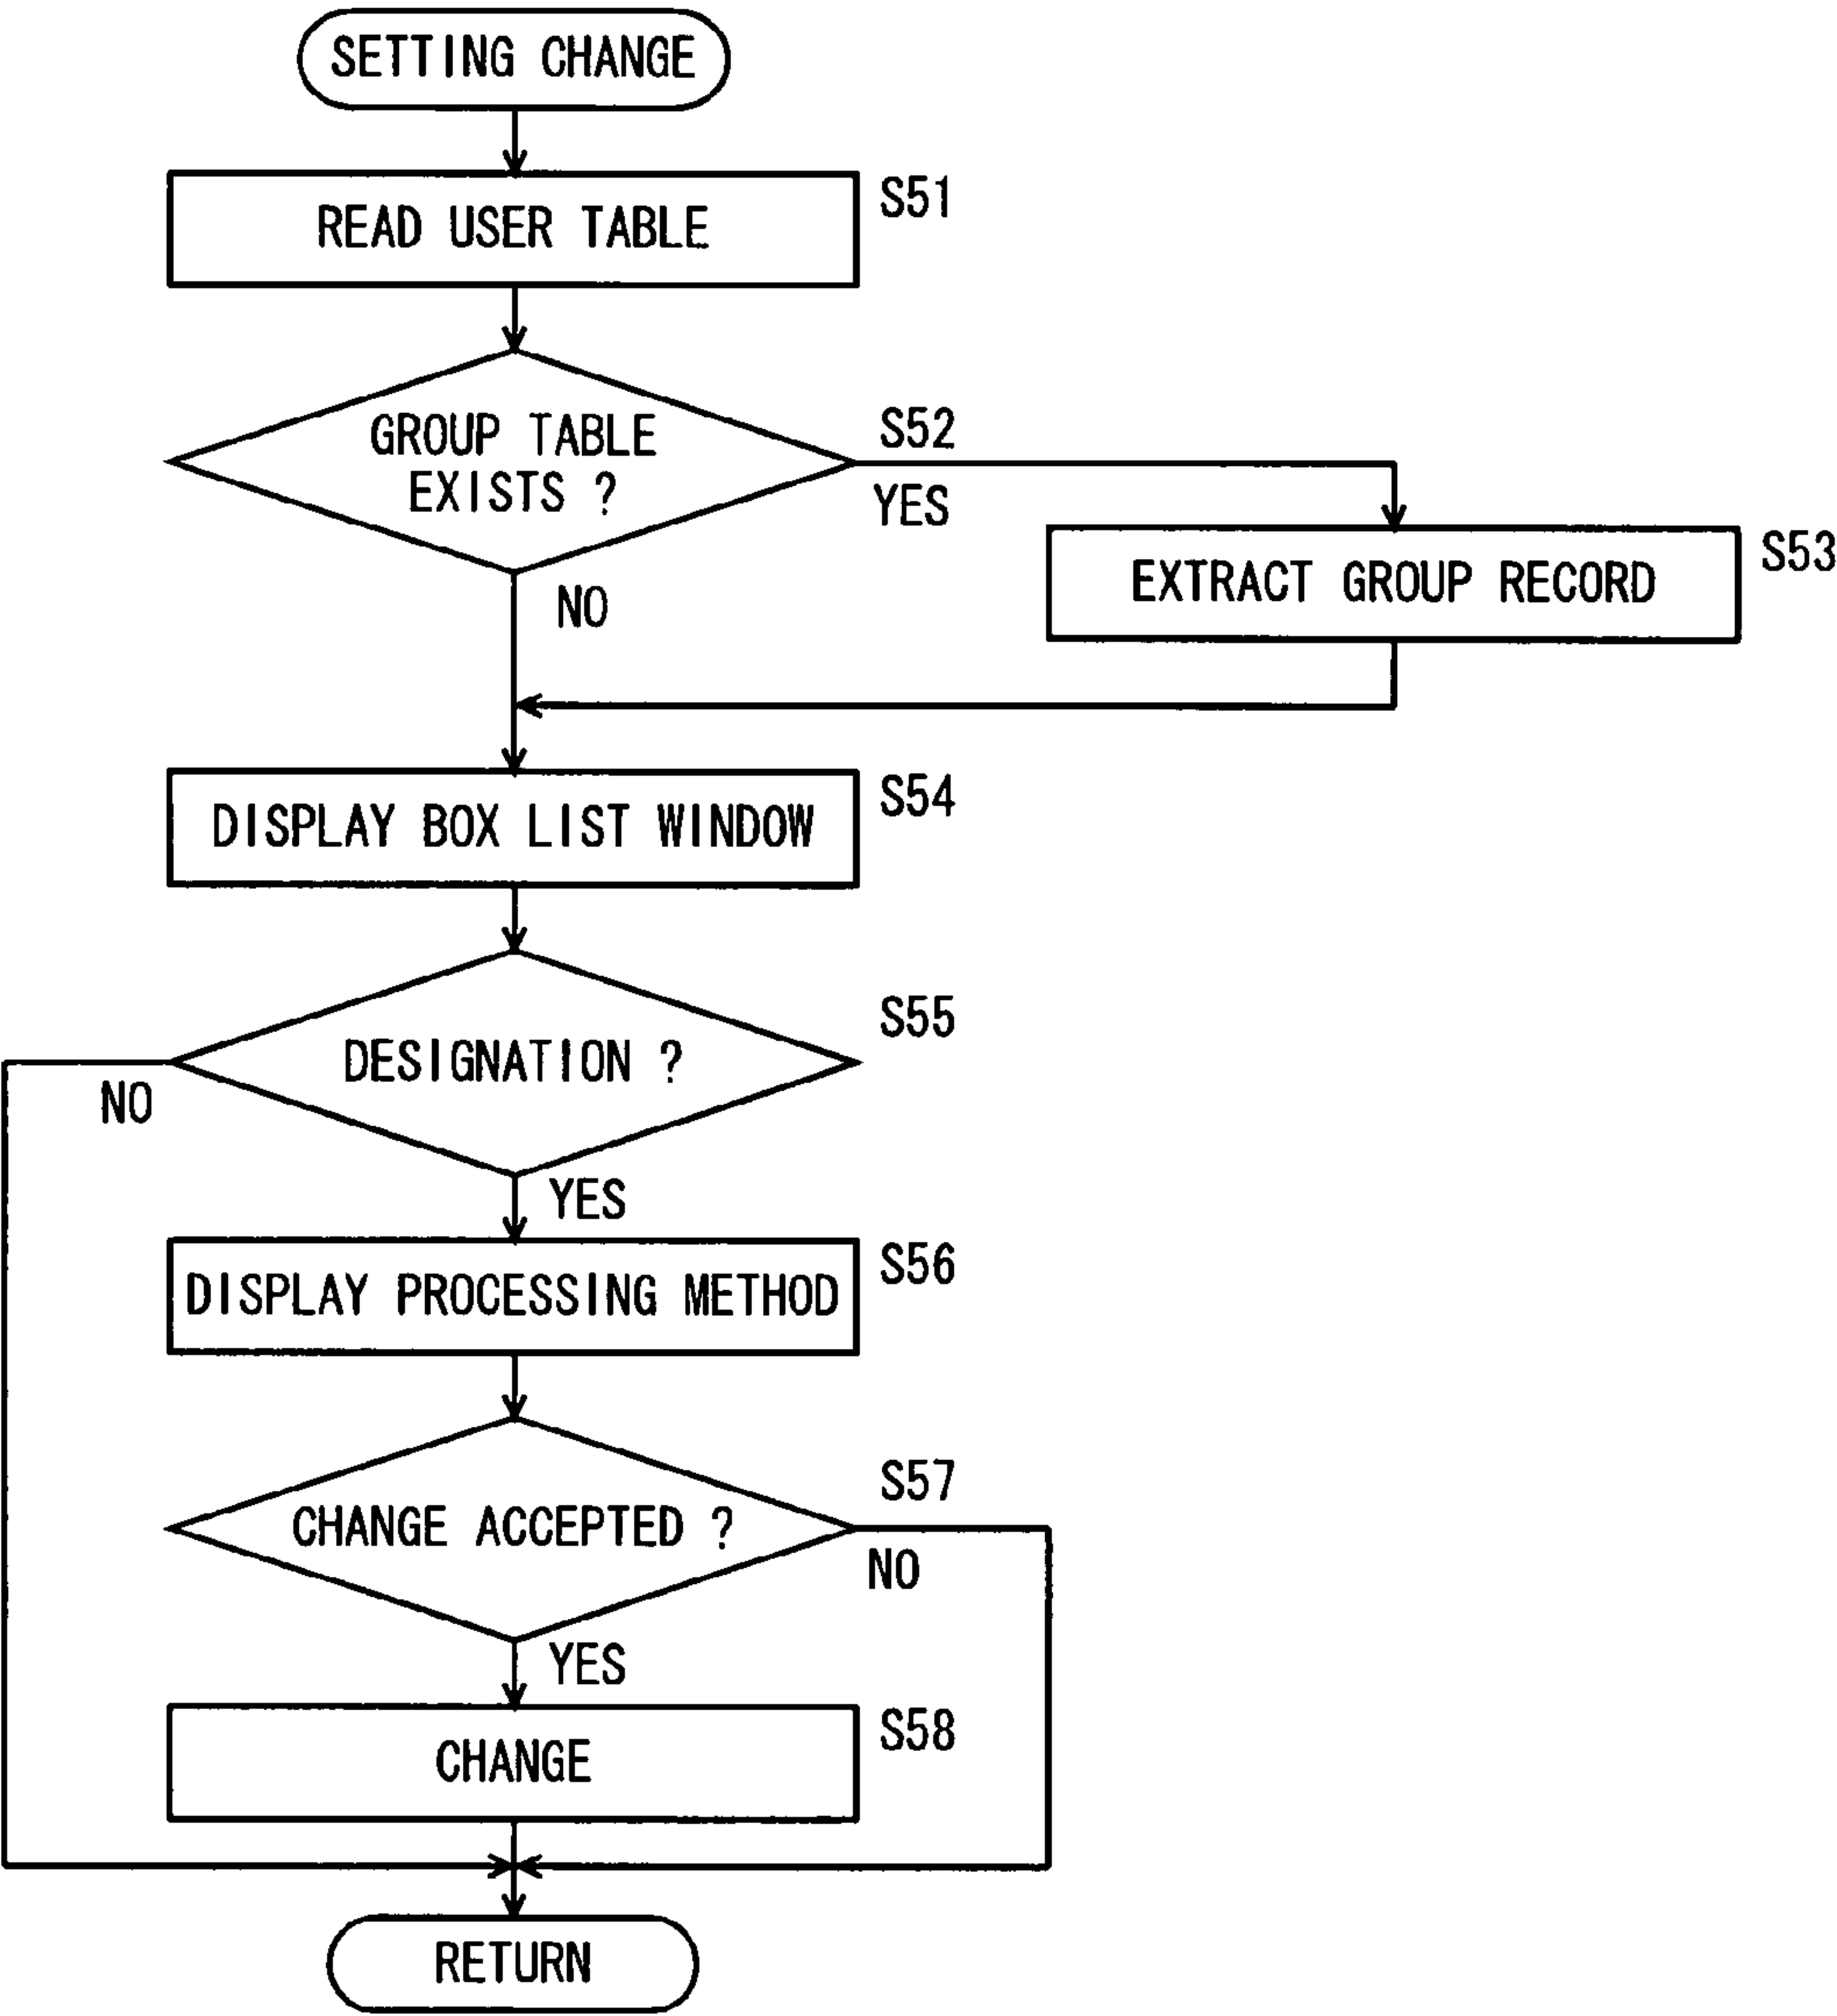 SETTING CHANGE
S51
READ USER TABLE
S52
GROUP TABLE
EXISTS ?
YES
S53
EXTRACT GROUP RECORD
NO
S54
DISPLAY BOX LIST WINDOW
S55
DESIGNATION ?
NO
YES
S56
DISPLAY PROCESSING METHOD
S57
CHANGE ACCEPTED ?
NO
YES
S58
CHANGE
RETURN